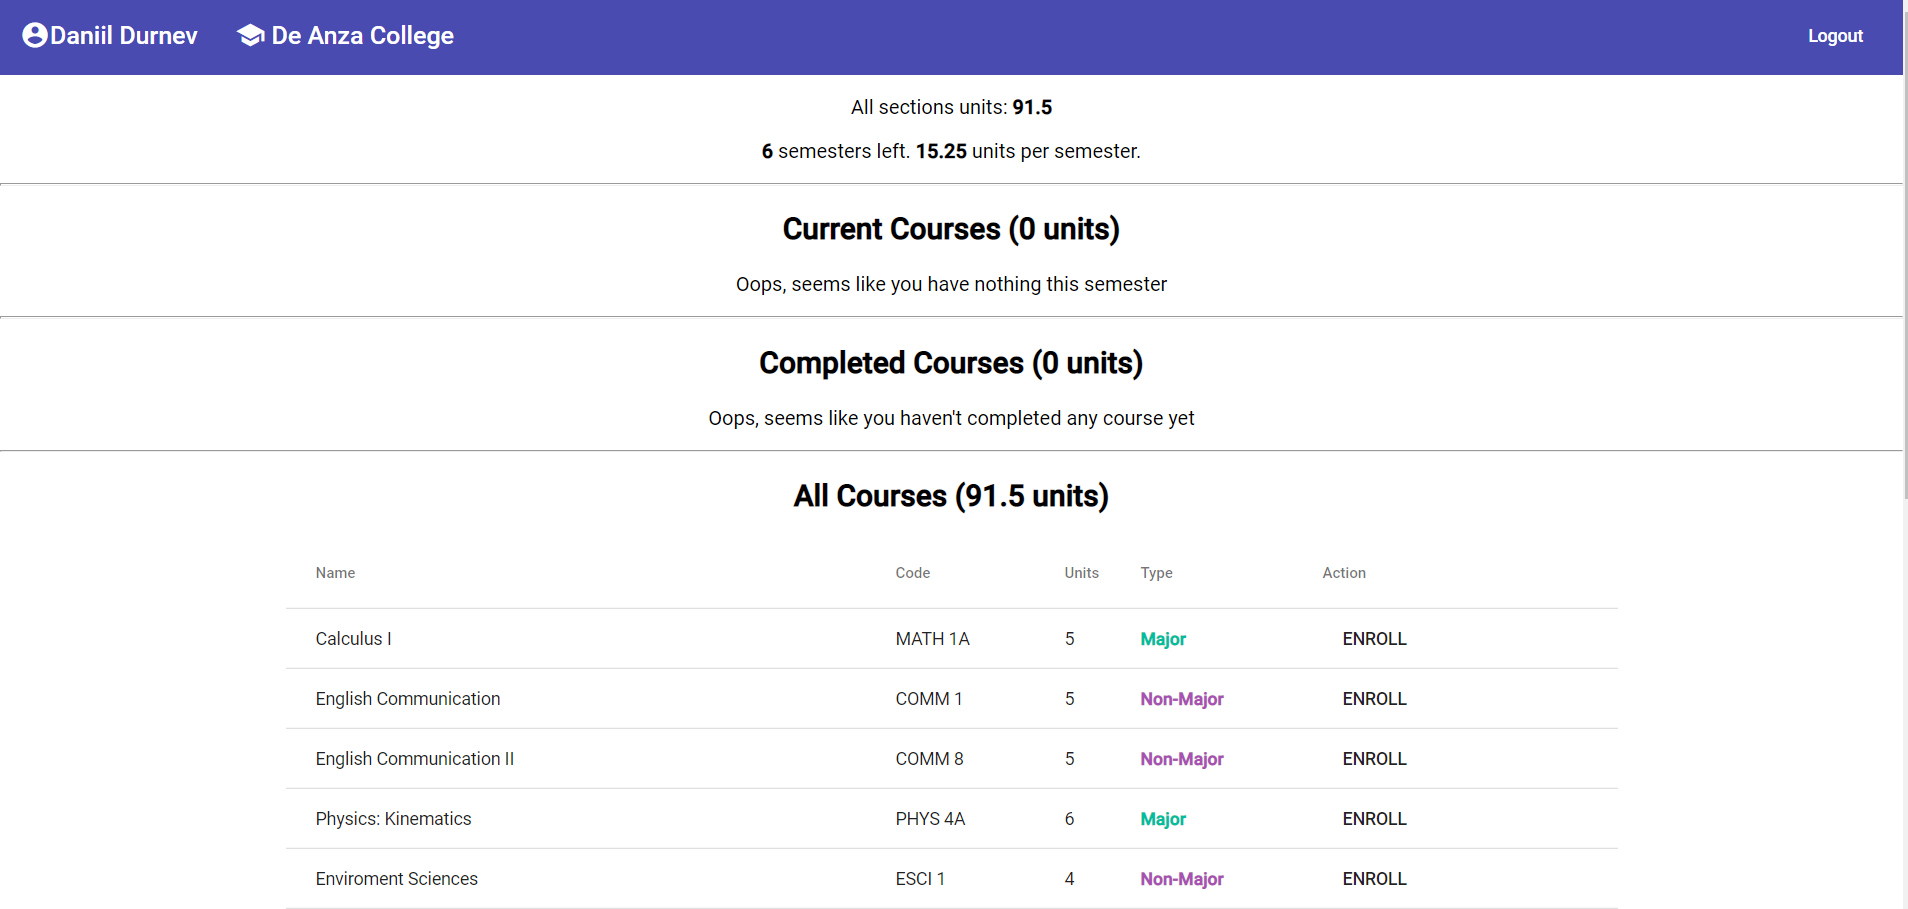 Daniil Durnev De Anza College Logout
All sections units: 91.5
6 semesters left. 15.25 units per semester.
Current Courses (0 units)
Oops, seems like you have nothing this semester
Completed Courses (0 units)
Oops, seems like you haven't completed any course yet
All Courses (91.5 units)
Name Code Units Type Action
Calculus I MATH 1A 5 Major ENROLL
English Communication COMM 1 5 Non-Major ENROLL
English Communication II COMM 8 5 Non-Major ENROLL
Physics: Kinematics PHYS 4A 6 Major ENROLL
Enviroment Sciences ESCI 1 4 Non-Major ENROLL